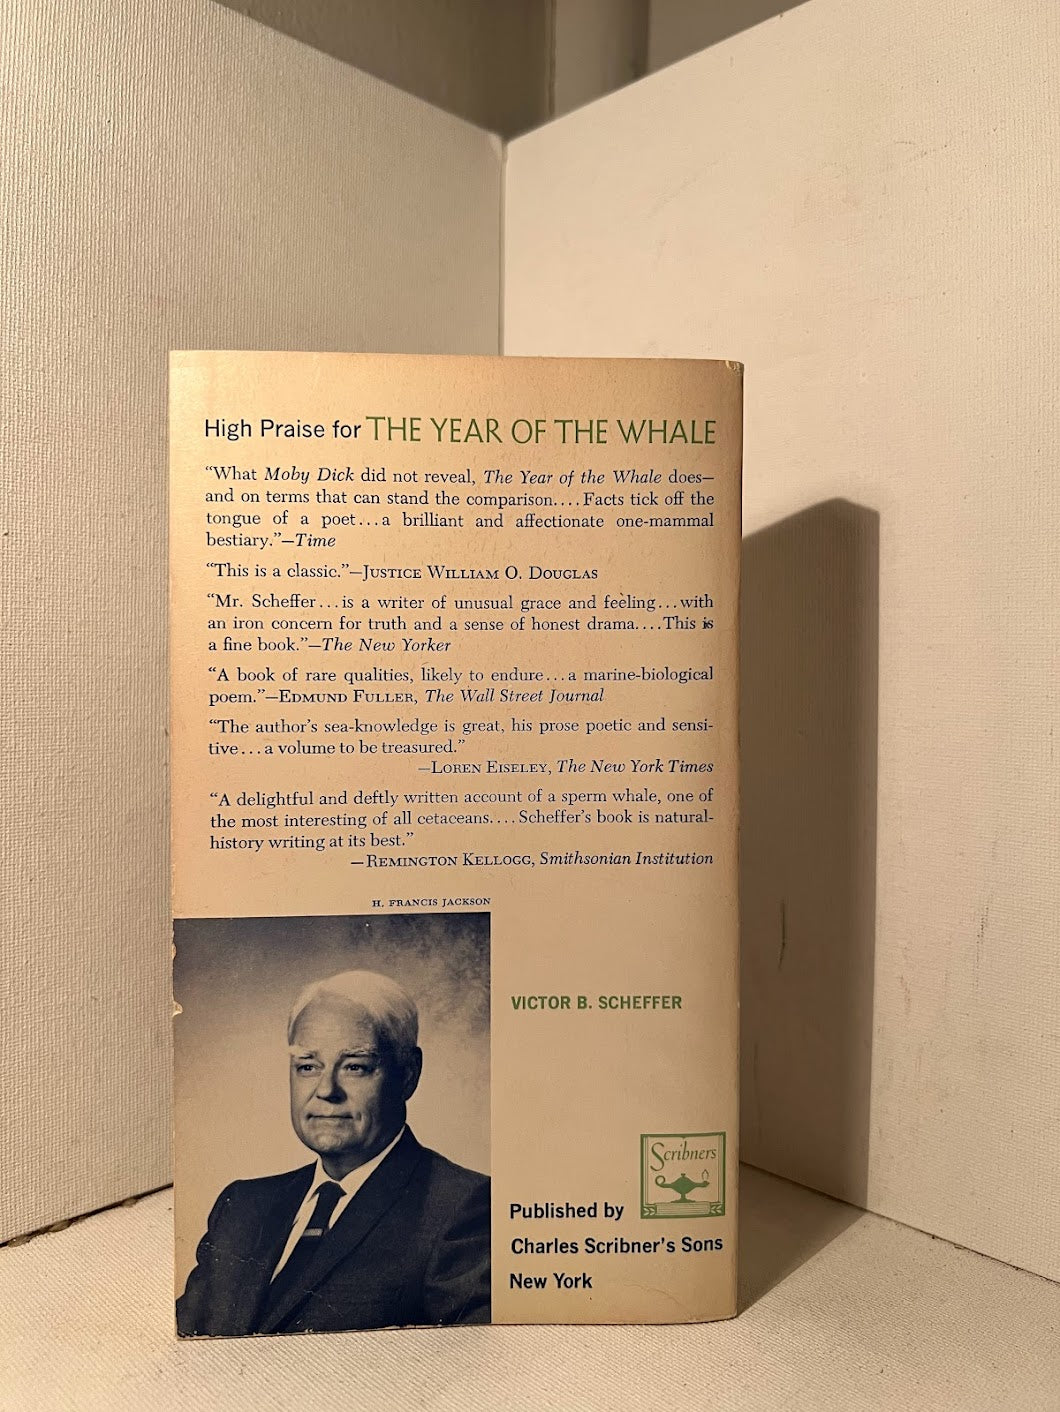 High Praise for THE YEAR OF THE WHALE
“What Moby Dick did not reveal, The Year of the Whale does—
and on terms that can stand the comparison....Facts tick off the
tongue of a poet...a brilliant and affectionate one-mammal
bestiary.”—Time
“This is a classic.”—JUSTICE WILLIAM O. DOUGLAS
“Mr. Scheffer...is a writer of unusual grace and feeling...with
an iron concern for truth and a sense of honest drama....This is
a fine book.”—The New Yorker
“A book of rare qualities, likely to endure...a marine-biological
poem.”—EDMUND FULLER, The Wall Street Journal
“The author’s sea-knowledge is great, his prose poetic and sensi-
tive...a volume to be treasured.”
—LOREN EISELEY, The New York Times
“A delightful and deftly written account of a sperm whale, one of
the most interesting of all cetaceans....Scheffer’s book is natural-
history writing at its best.”
—REMINGTON KELLOGG, Smithsonian Institution
H. FRANCIS JACKSON
VICTOR B. SCHEFFER
Scribners
Published by
Charles Scribner’s Sons
New York